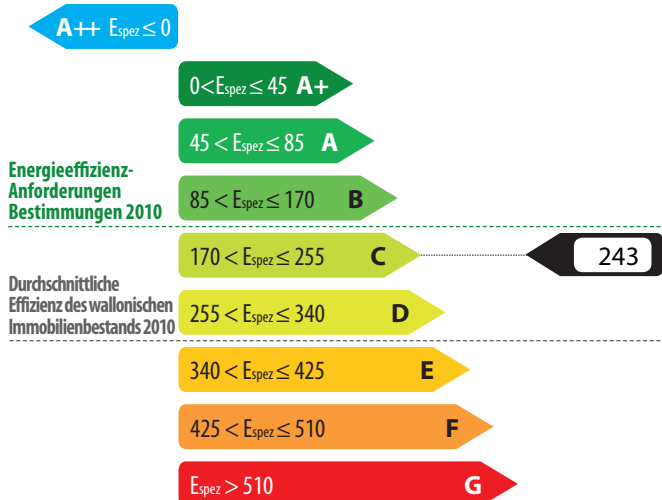 A++ Espez ≤ 0
0<Espez ≤ 45 A+
45 < Espez ≤ 85 A
Energieeffizienz-
Anforderungen
Bestimmungen 2010
85 < Espez ≤ 170 B
170 < Espez ≤ 255 C
243
Durchschnittliche
Effizienz des wallonischen
Immobilienbestands 2010
255 < Espez ≤ 340 D
340 < Espez ≤ 425 E
425 < Espez ≤ 510 F
Espez > 510 G